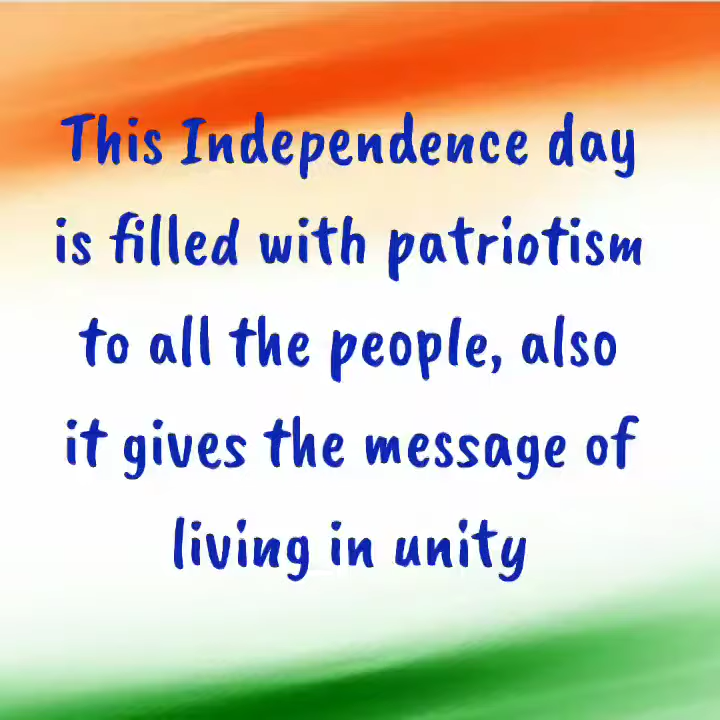 This Independence day
is filled with patriotism
to all the people, also
it gives the message of
living in unity